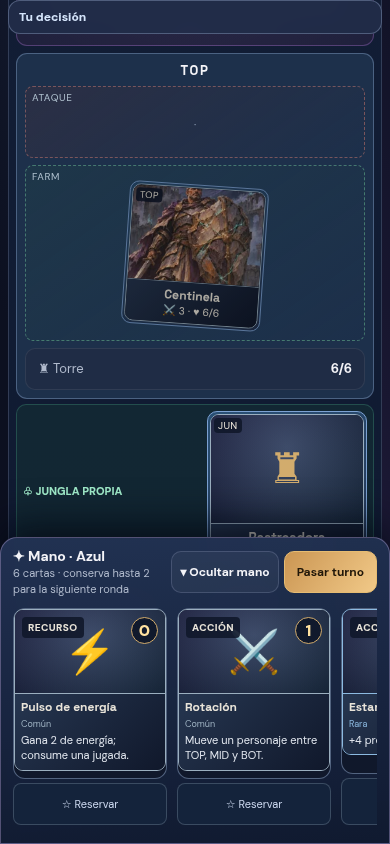 Tu decisión
TOP
ATAQUE
FARM
TOP
Centinela
⚔ 3 · ♥ 6/6
♜ Torre
6/6
JUN
♜
♧ JUNGLA PROPIA
✦ Mano · Azul
6 cartas · conserva hasta 2
para la siguiente ronda
▾ Ocultar mano
Pasar turno
RECURSO
0
Pulso de energía
Común
Gana 2 de energía;
consume una jugada.
☆ Reservar
ACCIÓN
1
Rotación
Común
Mueve un personaje entre
TOP, MID y BOT.
☆ Reservar
Rara